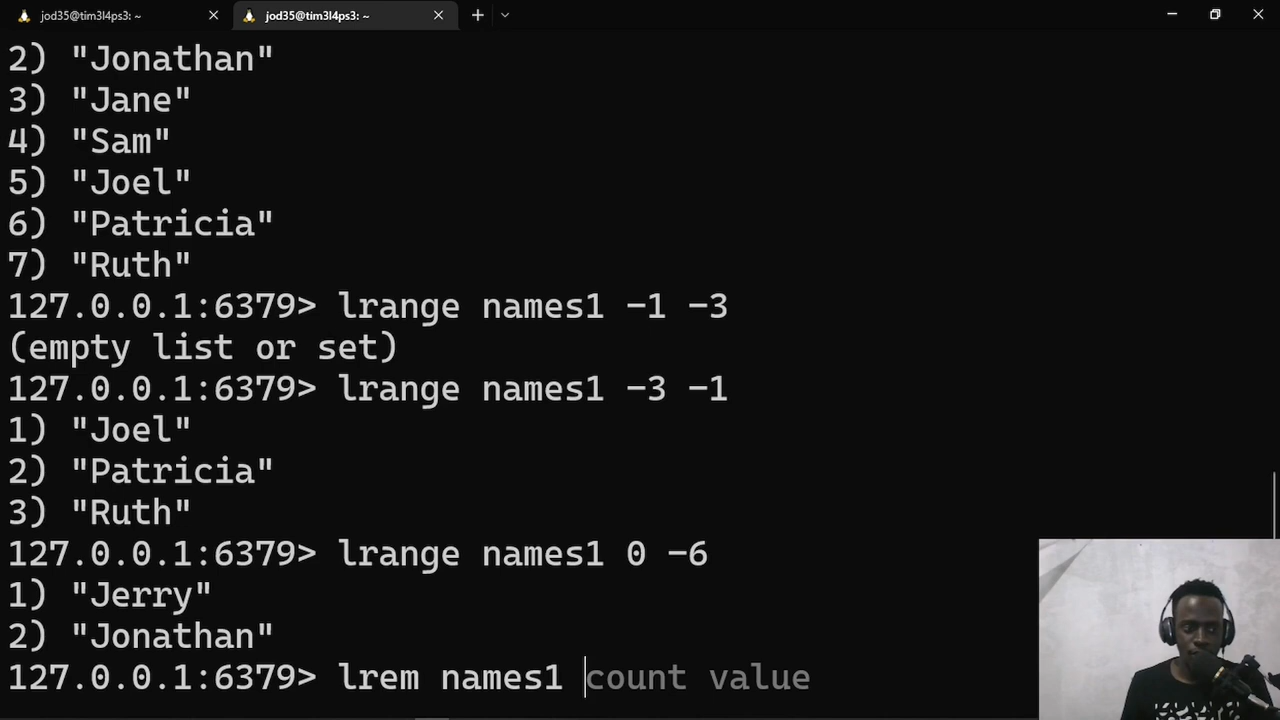 jod35@tim3l4ps3: ~
jod35@tim3l4ps3: ~
2) "Jonathan"
3) "Jane"
4) "Sam"
5) "Joel"
6) "Patricia"
7) "Ruth"
127.0.0.1:6379> lrange names1 -1 -3
(empty list or set)
127.0.0.1:6379> lrange names1 -3 -1
1) "Joel"
2) "Patricia"
3) "Ruth"
127.0.0.1:6379> lrange names1 0 -6
1) "Jerry"
2) "Jonathan"
127.0.0.1:6379> lrem names1 count value